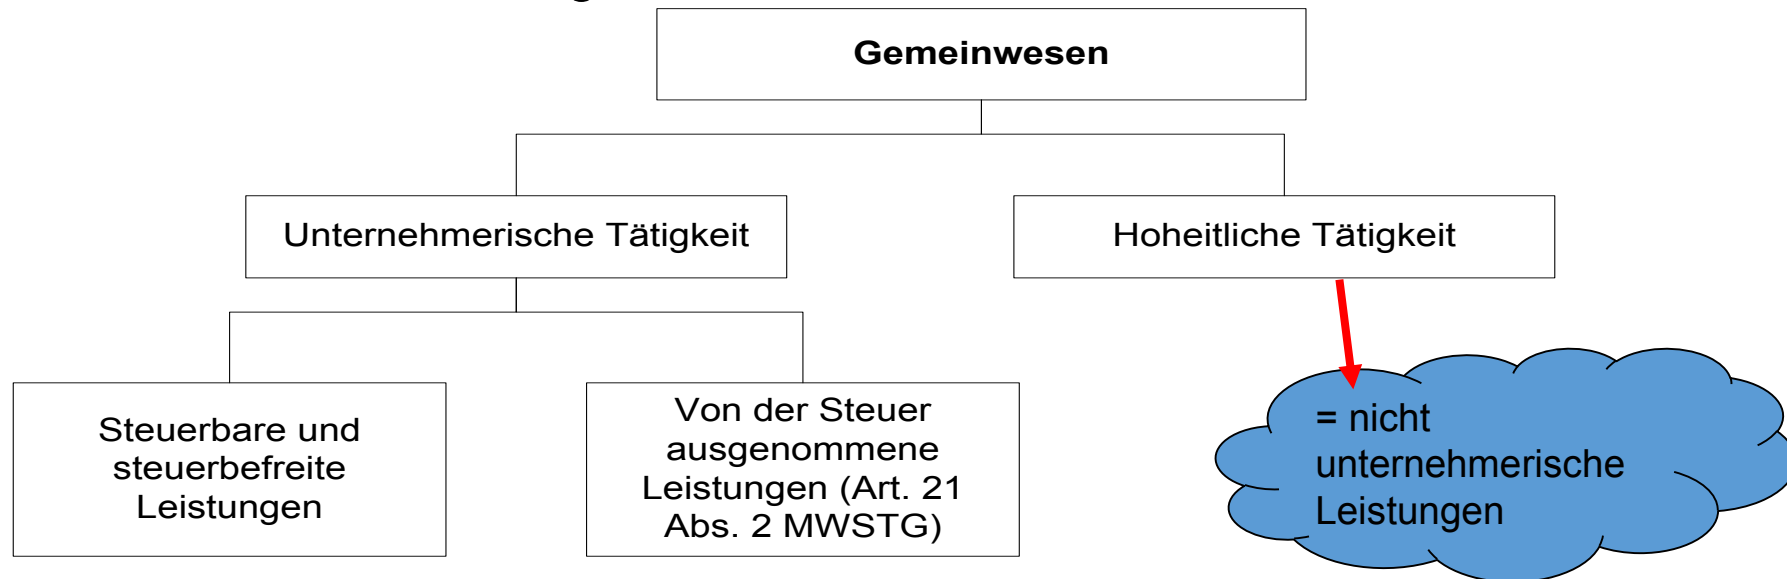 Gemeinwesen
Unternehmerische Tätigkeit
Hoheitliche Tätigkeit
Steuerbare und
steuerbefreite
Leistungen
Von der Steuer
ausgenommene
Leistungen (Art. 21
Abs. 2 MWSTG)
= nicht
unternehmerische
Leistungen